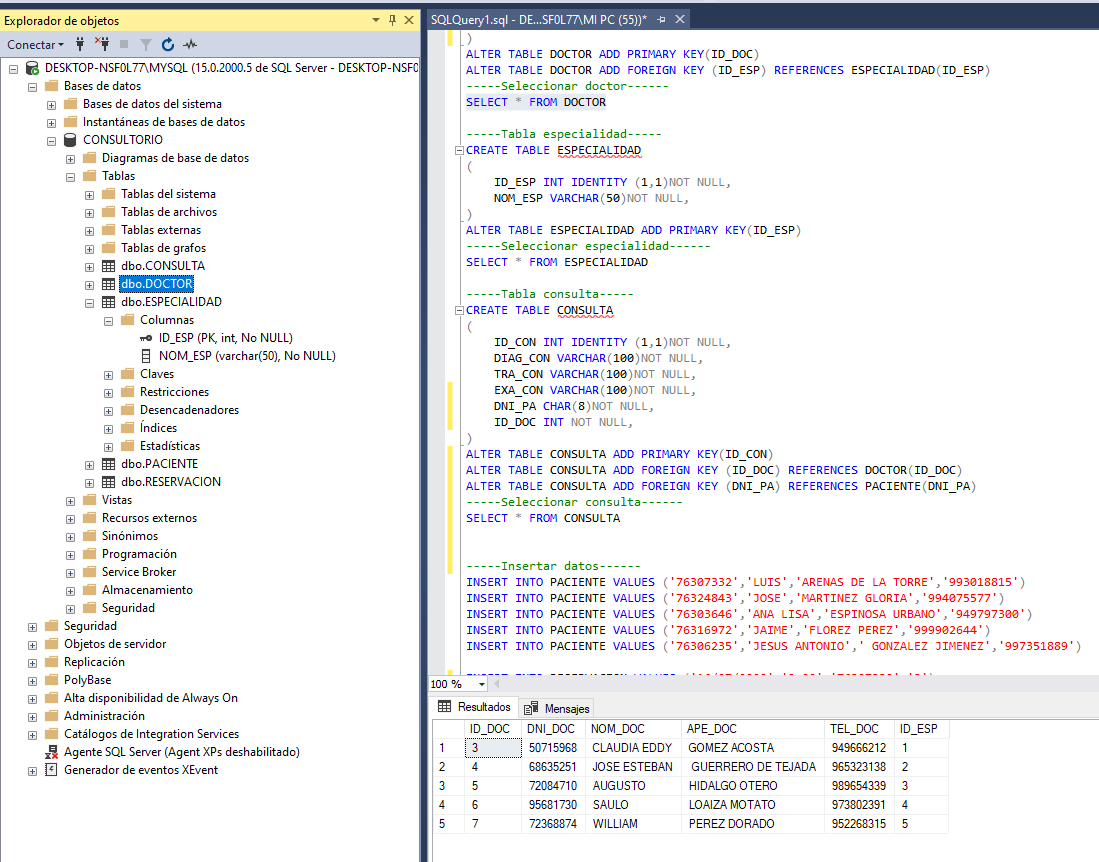 Explorador de objetos
Conectar
DESKTOP-NSF0L77\MYSQL (15.0.2000.5 de SQL Server - DESKTOP-NSF0
Bases de datos
Bases de datos del sistema
Instantáneas de bases de datos
CONSULTORIO
Diagramas de base de datos
Tablas
Tablas del sistema
Tablas de archivos
Tablas externas
Tablas de grafos
dbo.CONSULTA
dbo.DOCTOR
dbo.ESPECIALIDAD
Columnas
ID_ESP (PK, int, No NULL)
NOM_ESP (varchar(50), No NULL)
Claves
Restricciones
Desencadenadores
Índices
Estadísticas
dbo.PACIENTE
dbo.RESERVACION
Vistas
Recursos externos
Sinónimos
Programación
Service Broker
Almacenamiento
Seguridad
Seguridad
Objetos de servidor
Replicación
PolyBase
Alta disponibilidad de Always On
Administración
Catálogos de Integration Services
Agente SQL Server (Agent XPs deshabilitado)
Generador de eventos XEvent
SQLQuery1.sql - DE...SF0L77\MI PC (55))*
)
ALTER TABLE DOCTOR ADD PRIMARY KEY(ID_DOC)
ALTER TABLE DOCTOR ADD FOREIGN KEY (ID_ESP) REFERENCES ESPECIALIDAD(ID_ESP)
-----Seleccionar doctor------
SELECT * FROM DOCTOR
-----Tabla especialidad-----
CREATE TABLE ESPECIALIDAD
(
ID_ESP INT IDENTITY (1,1)NOT NULL,
NOM_ESP VARCHAR(50)NOT NULL,
)
ALTER TABLE ESPECIALIDAD ADD PRIMARY KEY(ID_ESP)
-----Seleccionar especialidad------
SELECT * FROM ESPECIALIDAD
-----Tabla consulta-----
CREATE TABLE CONSULTA
(
ID_CON INT IDENTITY (1,1)NOT NULL,
DIAG_CON VARCHAR(100)NOT NULL,
TRA_CON VARCHAR(100)NOT NULL,
EXA_CON VARCHAR(100)NOT NULL,
DNI_PA CHAR(8)NOT NULL,
ID_DOC INT NOT NULL,
)
ALTER TABLE CONSULTA ADD PRIMARY KEY(ID_CON)
ALTER TABLE CONSULTA ADD FOREIGN KEY (ID_DOC) REFERENCES DOCTOR(ID_DOC)
ALTER TABLE CONSULTA ADD FOREIGN KEY (DNI_PA) REFERENCES PACIENTE(DNI_PA)
-----Seleccionar consulta------
SELECT * FROM CONSULTA
-----Insertar datos------
INSERT INTO PACIENTE VALUES ('76307332','LUIS','ARENAS DE LA TORRE','993018815')
INSERT INTO PACIENTE VALUES ('76324843','JOSE','MARTINEZ GLORIA','994075577')
INSERT INTO PACIENTE VALUES ('76303646','ANA LISA','ESPINOSA URBANO','949797300')
INSERT INTO PACIENTE VALUES ('76316972','JAIME','FLOREZ PEREZ','999902644')
INSERT INTO PACIENTE VALUES ('76306235','JESUS ANTONIO',' GONZALEZ JIMENEZ','997351889')
100 %
Resultados Mensajes
ID_DOC DNI_DOC NOM_DOC APE_DOC TEL_DOC ID_ESP
1 3 50715968 CLAUDIA EDDY GOMEZ ACOSTA 949666212 1
2 4 68635251 JOSE ESTEBAN GUERRERO DE TEJADA 965323138 2
3 5 72084710 AUGUSTO HIDALGO OTERO 989654339 3
4 6 95681730 SAULO LOAIZA MOTATO 973802391 4
5 7 72368874 WILLIAM PEREZ DORADO 952268315 5